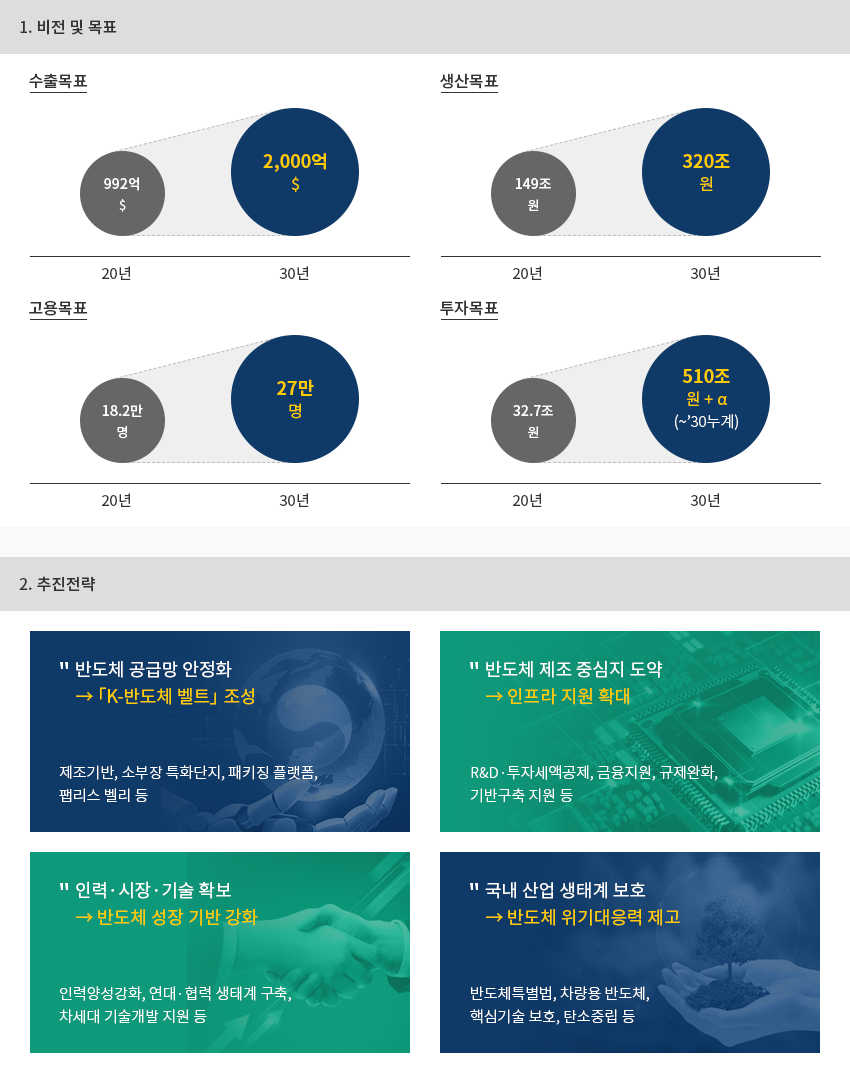 1. 비전 및 목표
수출목표
992억
$
2,000억
$
20년
30년
생산목표
149조
원
320조
원
20년
30년
고용목표
18.2만
명
27만
명
20년
30년
투자목표
32.7조
원
510조
원 + α
(~'30누계)
20년
30년
2. 추진전략
" 반도체 공급망 안정화
→ 「K-반도체 벨트」 조성
제조기반, 소부장 특화단지, 패키징 플랫폼,
팹리스 벨리 등
" 반도체 제조 중심지 도약
→ 인프라 지원 확대
R&D·투자세액공제, 금융지원, 규제완화,
기반구축 지원 등
" 인력·시장·기술 확보
→ 반도체 성장 기반 강화
인력양성강화, 연대·협력 생태계 구축,
차세대 기술개발 지원 등
" 국내 산업 생태계 보호
→ 반도체 위기대응력 제고
반도체특별법, 차량용 반도체,
핵심기술 보호, 탄소중립 등